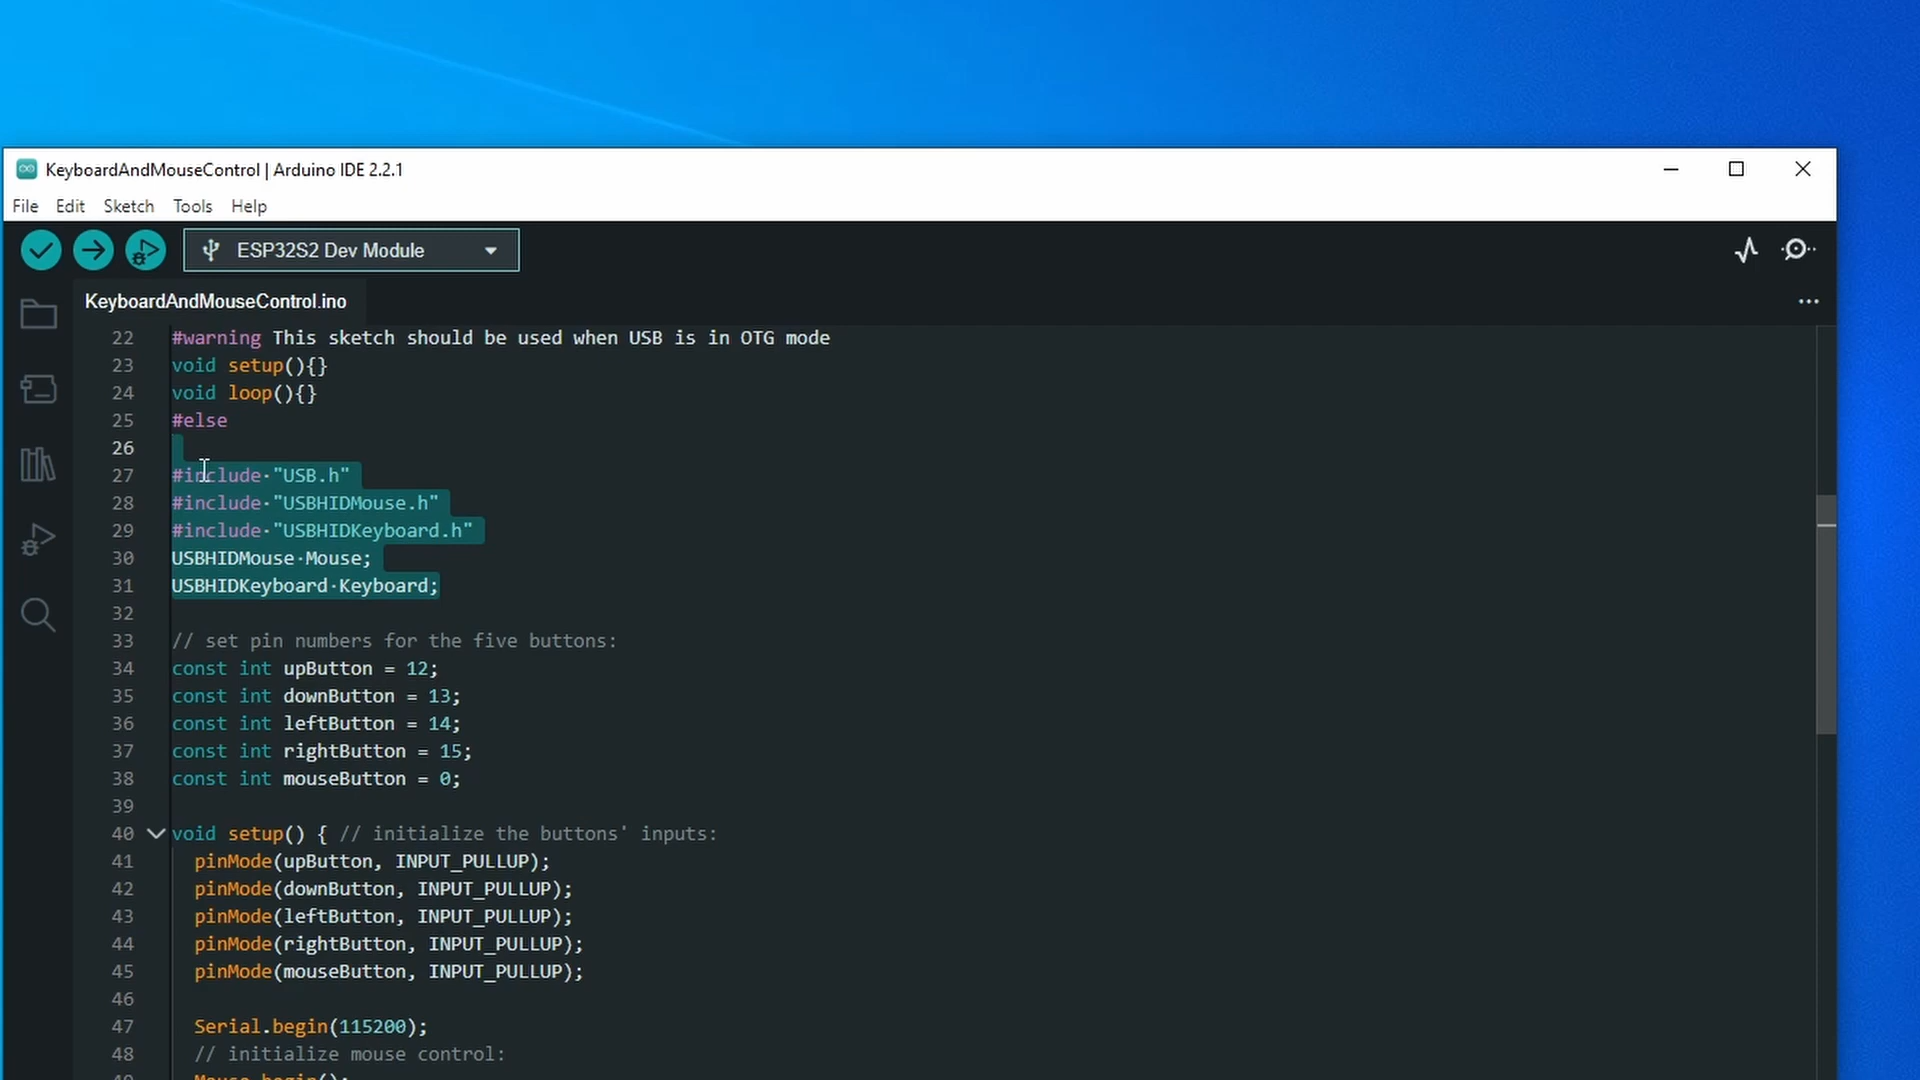 KeyboardAndMouseControl | Arduino IDE 2.2.1
File Edit Sketch Tools Help
ESP32S2 Dev Module
KeyboardAndMouseControl.ino
22 #warning This sketch should be used when USB is in OTG mode
23 void setup(){}
24 void loop(){}
25 #else
26
27 #include·"USB.h"
28 #include·"USBHIDMouse.h"
29 #include·"USBHIDKeyboard.h"
30 USBHIDMouse·Mouse;
31 USBHIDKeyboard·Keyboard;
32
33 // set pin numbers for the five buttons:
34 const int upButton = 12;
35 const int downButton = 13;
36 const int leftButton = 14;
37 const int rightButton = 15;
38 const int mouseButton = 0;
39
40 void setup() { // initialize the buttons' inputs:
41 pinMode(upButton, INPUT_PULLUP);
42 pinMode(downButton, INPUT_PULLUP);
43 pinMode(leftButton, INPUT_PULLUP);
44 pinMode(rightButton, INPUT_PULLUP);
45 pinMode(mouseButton, INPUT_PULLUP);
46
47 Serial.begin(115200);
48 // initialize mouse control:
49 Mouse.begin();